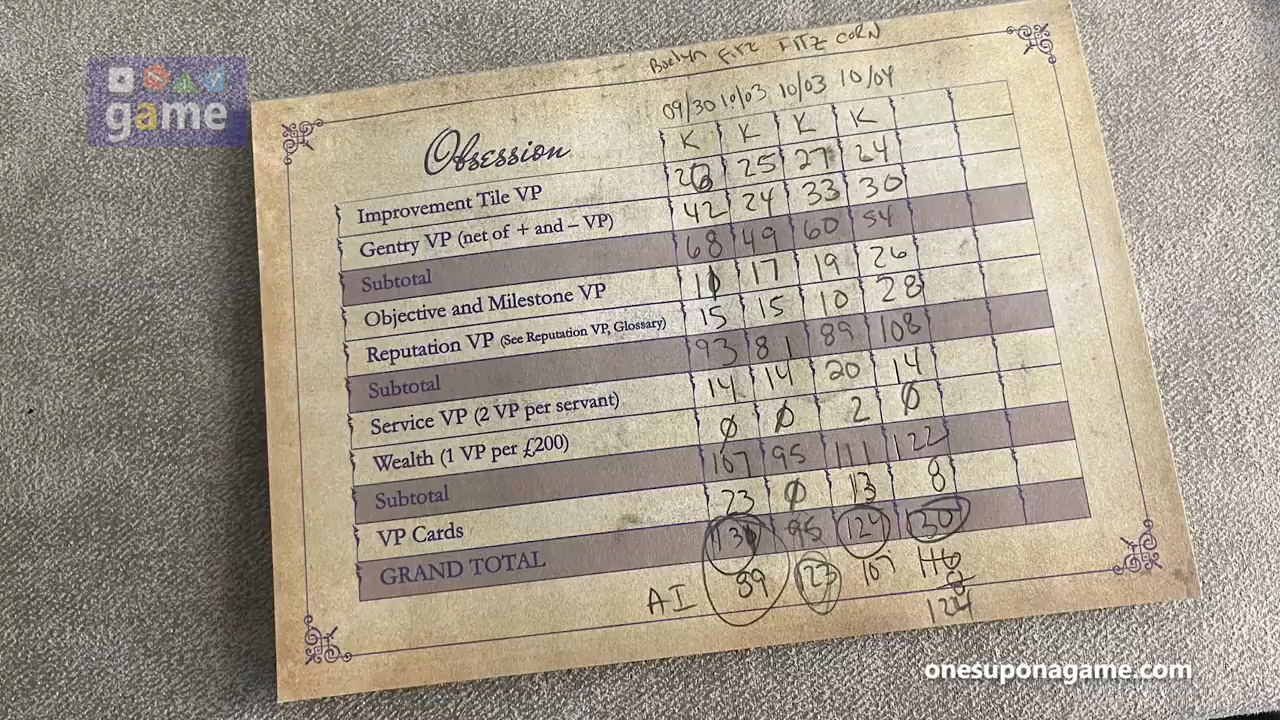 game
Boelyn Fitz FITZ CORN
09/30 10/03 10/03 10/04
Obsession K K K K
Improvement Tile VP 26 25 27 24
Gentry VP (net of + and – VP) 42 24 33 30
Subtotal 68 49 60 54
Objective and Milestone VP 10 17 19 26
Reputation VP (See Reputation VP, Glossary) 15 15 10 28
Subtotal 93 81 89 108
Service VP (2 VP per servant) 14 14 20 14
Wealth (1 VP per £200) 0 0 2 0
Subtotal 107 95 111 122
VP Cards 23 0 13 8
GRAND TOTAL 130 95 124 130
AI 89 123 107 116
8
124
onesuponagame.com